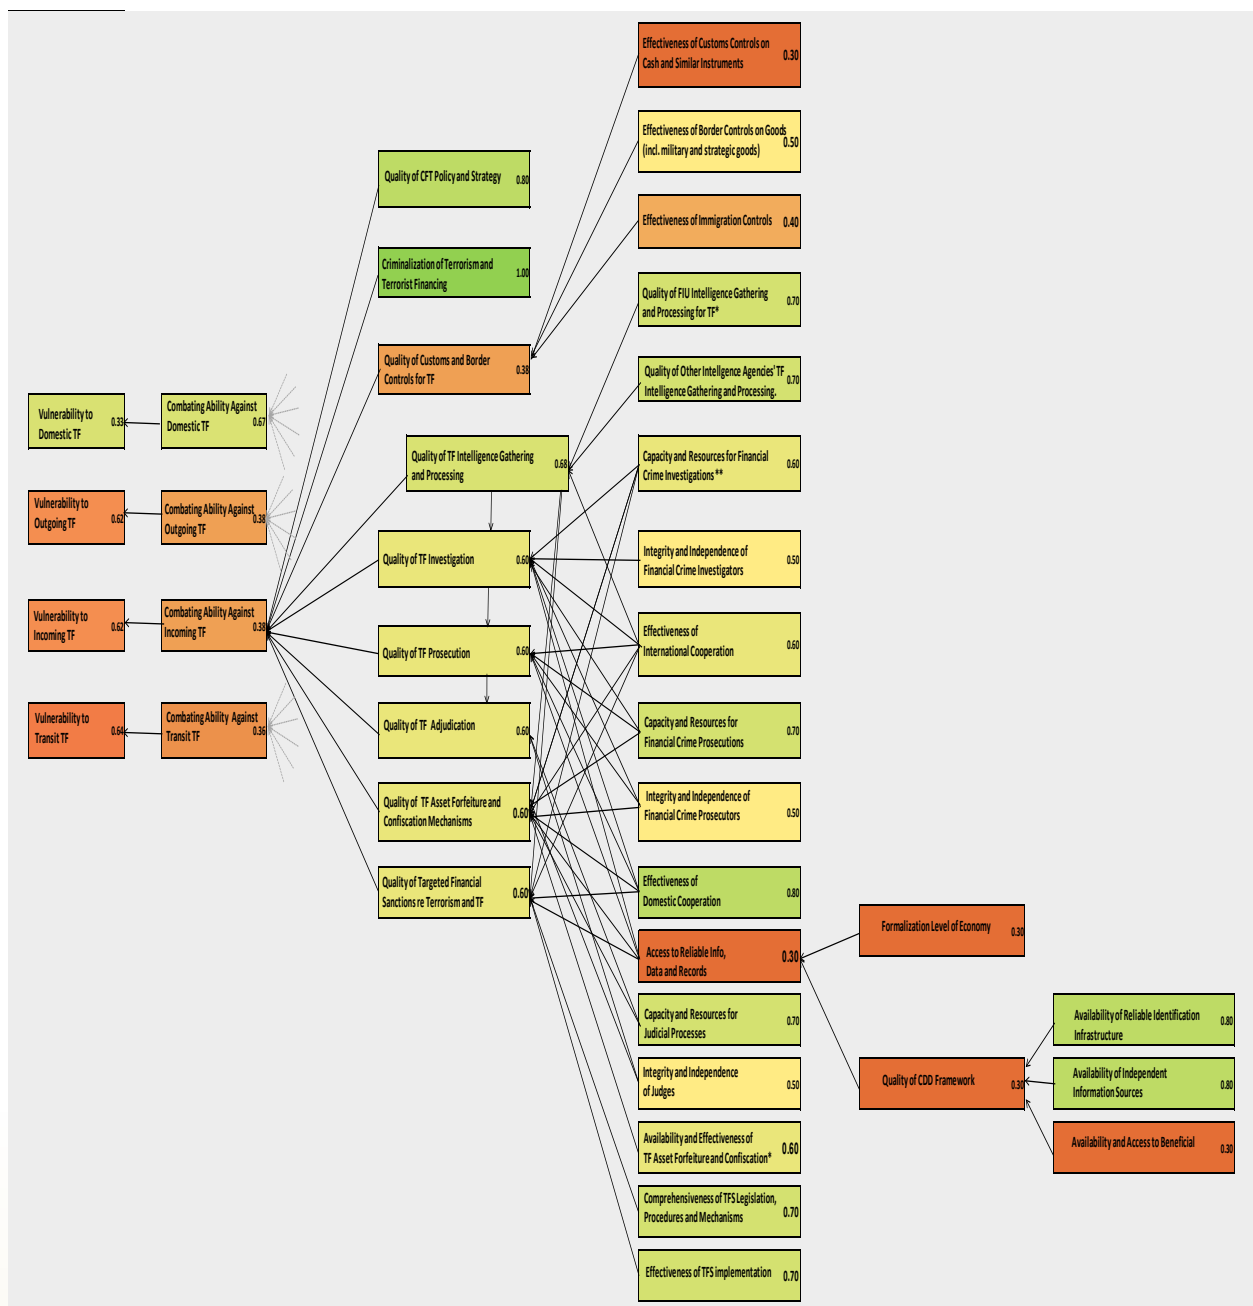 Vulnerability to
Domestic TF
0.33
Combating Ability Against
Domestic TF
0.67
Vulnerability to
Outgoing TF
0.62
Combating Ability Against
Outgoing TF
0.38
Vulnerability to
Incoming TF
0.62
Combating Ability Against
Incoming TF
0.38
Vulnerability to
Transit TF
0.64
Combating Ability Against
Transit TF
0.36
Quality of CFT Policy and Strategy
0.80
Criminalization of Terrorism and
Terrorist Financing
1.00
Quality of Customs and Border
Controls for TF
0.38
Quality of TF Intelligence Gathering
and Processing
0.68
Quality of TF Investigation
0.60
Quality of TF Prosecution
0.60
Quality of TF Adjudication
0.60
Quality of TF Asset Forfeiture and
Confiscation Mechanisms
0.60
Quality of Targeted Financial
Sanctions re Terrorism and TF
0.60
Effectiveness of Customs Controls on
Cash and Similar Instruments
0.30
Effectiveness of Border Controls on Goods
(incl. military and strategic goods)
0.50
Effectiveness of Immigration Controls
0.40
Quality of FIU Intelligence Gathering
and Processing for TF*
0.70
Quality of Other Intellgence Agencies' TF
Intelligence Gathering and Processing.
0.70
Capacity and Resources for Financial
Crime Investigations **
0.60
Integrity and Independence of
Financial Crime Investigators
0.50
Effectiveness of
International Cooperation
0.60
Capacity and Resources for
Financial Crime Prosecutions
0.70
Integrity and Independence of
Financial Crime Prosecutors
0.50
Effectiveness of
Domestic Cooperation
0.80
Access to Reliable Info,
Data and Records
0.30
Capacity and Resources for
Judicial Processes
0.70
Integrity and Independence
of Judges
0.50
Availability and Effectiveness of
TF Asset Forfeiture and Confiscation*
0.60
Comprehensiveness of TFS Legislation,
Procedures and Mechanisms
0.70
Effectiveness of TFS implementation
0.70
Formalization Level of Economy
0.30
Quality of CDD Framework
0.30
Availability of Reliable Identification
Infrastructure
0.80
Availability of Independent
Information Sources
0.80
Availability and Access to Beneficial
0.30